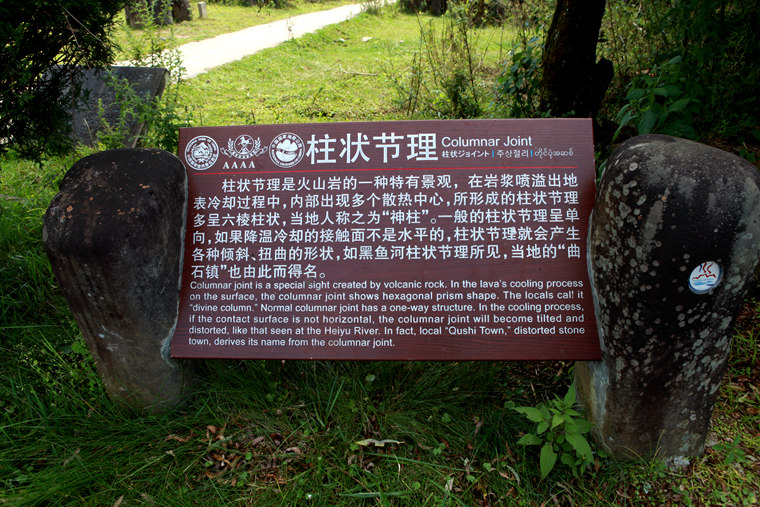 AAAA
柱状节理 Columnar Joint
柱状ジョイント | 주상절리 |
柱状节理是火山岩的一种特有景观，在岩浆喷溢出地
表冷却过程中，内部出现多个散热中心，所形成的柱状节理
多呈六棱柱状，当地人称之为“神柱”。一般的柱状节理呈单
向，如果降温冷却的接触面不是水平的，柱状节理就会产生
各种倾斜、扭曲的形状，如黑鱼河柱状节理所见，当地的“曲
石镇”也由此而得名。
Columnar joint is a special sight created by volcanic rock. In the lava's cooling process
on the surface, the columnar joint shows hexagonal prism shape. The locals call it
"divine column." Normal columnar joint has a one-way structure. In the cooling process,
if the contact surface is not horizontal, the columnar joint will become tilted and
distorted, like that seen at the Heiyu River. In fact, local "Qushi Town," distorted stone
town, derives its name from the columnar joint.